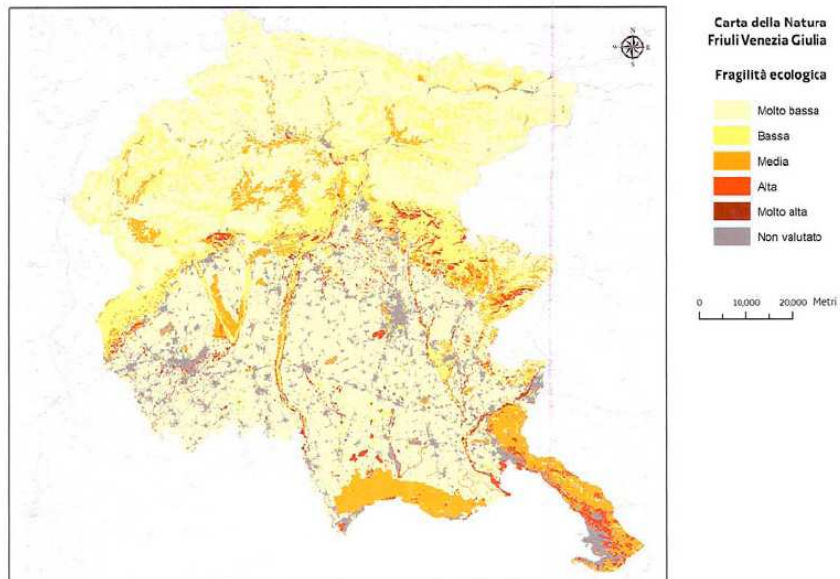 Carta della Natura
Friuli Venezia Giulia
Fragilità ecologica
Molto bassa
Bassa
Media
Alta
Molto alta
Non valutato
0 10,000 20,000 Metri
N
W E
S